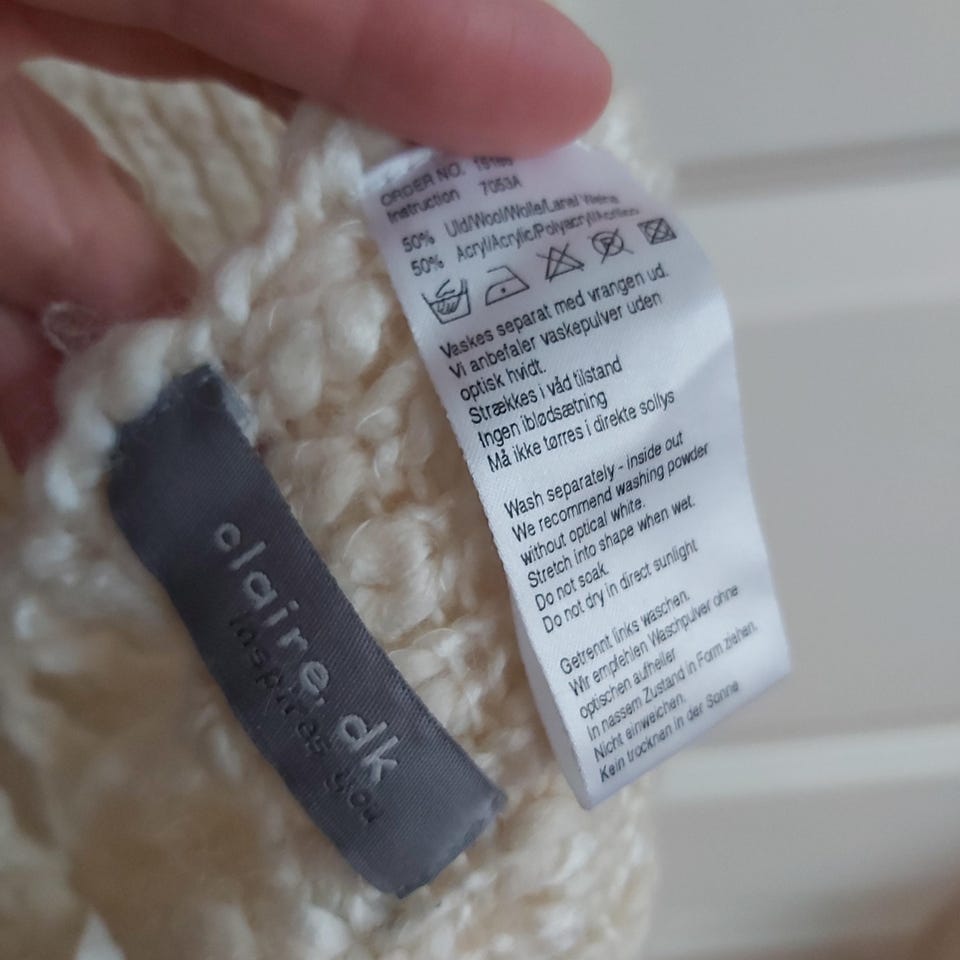 ORDER NO.
Instruction 7053A
50% Uld/Wool/Wolle/Lana/
50% Acryl/Acrylic/Polyacryl/Acrilico
Vaskes separat med vrangen ud.
Vi anbefaler vaskepulver uden
optisk hvidt.
Strækkes i våd tilstand
Ingen iblødsætning
Må ikke tørres i direkte sollys
Wash separately - inside out
We recommend washing powder
without optical white.
Stretch into shape when wet.
Do not soak.
Do not dry in direct sunlight
Getrennt links waschen.
Wir empfehlen Waschpulver ohne
optischen aufheller
In nassem Zustand in Form ziehen.
Nicht einweichen.
Kein trocknen in der Sonne
claire.dk
inspires you